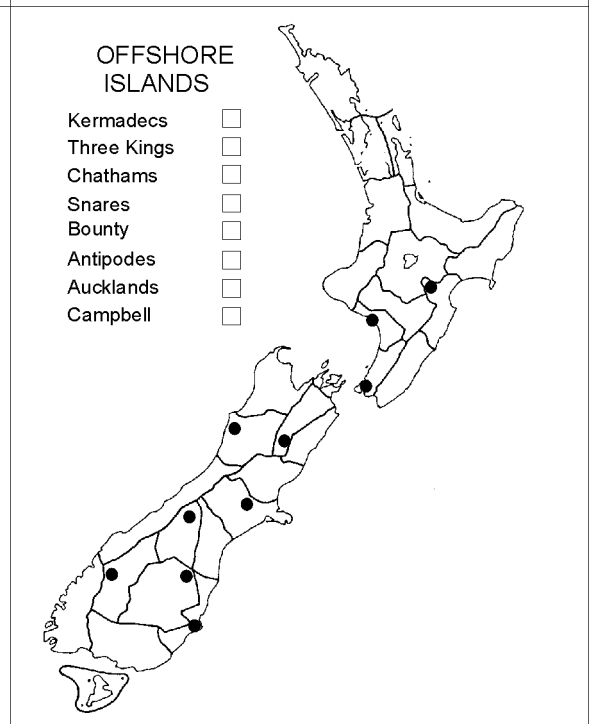 OFFSHORE
ISLANDS
Kermadecs
Three Kings
Chathams
Snares
Bounty
Antipodes
Aucklands
Campbell